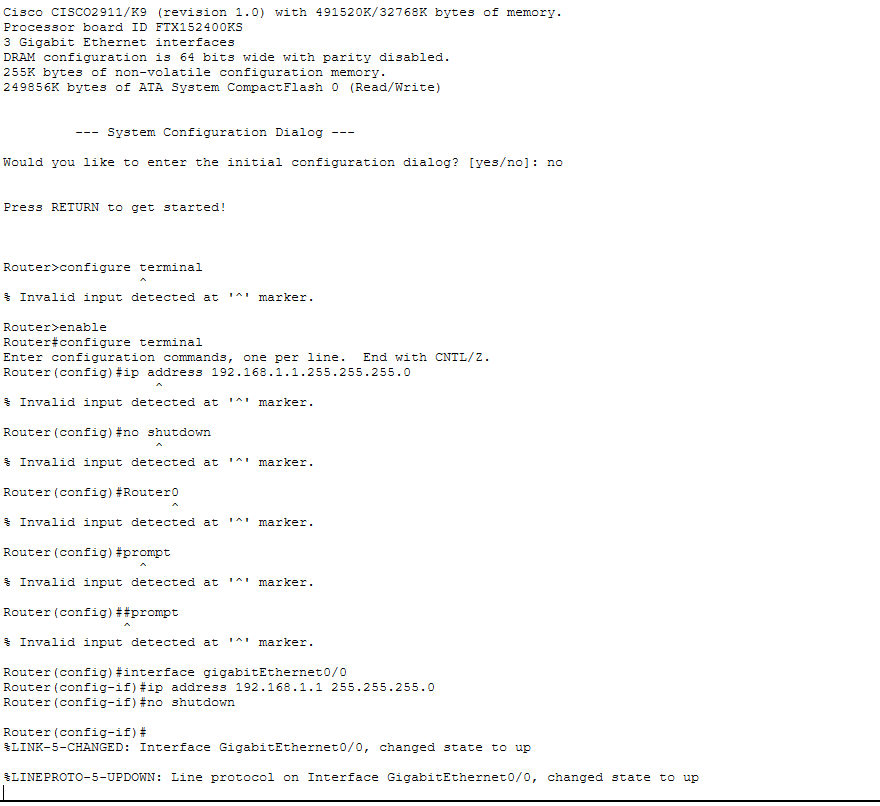 Cisco CISCO2911/K9 (revision 1.0) with 491520K/32768K bytes of memory.
Processor board ID FTX152400KS
3 Gigabit Ethernet interfaces
DRAM configuration is 64 bits wide with parity disabled.
255K bytes of non-volatile configuration memory.
249856K bytes of ATA System CompactFlash 0 (Read/Write)
--- System Configuration Dialog ---
Would you like to enter the initial configuration dialog? [yes/no]: no
Press RETURN to get started!
Router>configure terminal
^
% Invalid input detected at '^' marker.
Router>enable
Router#configure terminal
Enter configuration commands, one per line.  End with CNTL/Z.
Router(config)#ip address 192.168.1.1.255.255.255.0
^
% Invalid input detected at '^' marker.
Router(config)#no shutdown
^
% Invalid input detected at '^' marker.
Router(config)#Router0
^
% Invalid input detected at '^' marker.
Router(config)#prompt
^
% Invalid input detected at '^' marker.
Router(config)##prompt
^
% Invalid input detected at '^' marker.
Router(config)#interface gigabitEthernet0/0
Router(config-if)#ip address 192.168.1.1 255.255.255.0
Router(config-if)#no shutdown
Router(config-if)#
%LINK-5-CHANGED: Interface GigabitEthernet0/0, changed state to up
%LINEPROTO-5-UPDOWN: Line protocol on Interface GigabitEthernet0/0, changed state to up